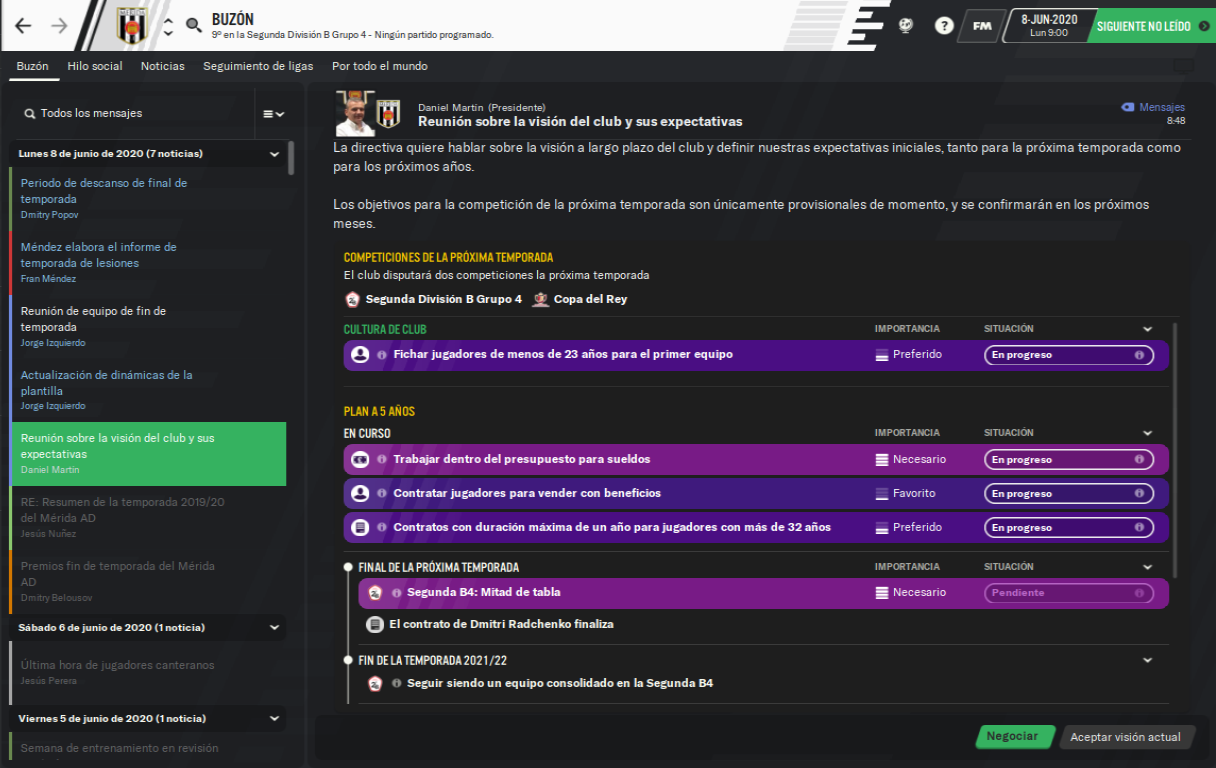 BUZÓN
9º en la Segunda División B Grupo 4 - Ningún partido programado.
?
FM
8-JUN-2020
Lun 9:00
SIGUIENTE NO LEÍDO
Buzón
Hilo social
Noticias
Seguimiento de ligas
Por todo el mundo
Todos los mensajes
Lunes 8 de junio de 2020 (7 noticias)
Periodo de descanso de final de
temporada
Dmitry Popov
Méndez elabora el informe de
temporada de lesiones
Fran Méndez
Reunión de equipo de fin de
temporada
Jorge Izquierdo
Actualización de dinámicas de la
plantilla
Jorge Izquierdo
Reunión sobre la visión del club y sus
expectativas
Daniel Martín
RE: Resumen de la temporada 2019/20
del Mérida AD
Jesús Nuñez
Premios fin de temporada del Mérida
AD
Dmitry Belousov
Sábado 6 de junio de 2020 (1 noticia)
Última hora de jugadores canteranos
Jesús Perera
Viernes 5 de junio de 2020 (1 noticia)
Semana de entrenamiento en revisión
Daniel Martín (Presidente)
Reunión sobre la visión del club y sus expectativas
Mensajes
8:48
La directiva quiere hablar sobre la visión a largo plazo del club y definir nuestras expectativas iniciales, tanto para la próxima temporada como
para los próximos años.
Los objetivos para la competición de la próxima temporada son únicamente provisionales de momento, y se confirmarán en los próximos
meses.
COMPETICIONES DE LA PRÓXIMA TEMPORADA
El club disputará dos competiciones la próxima temporada
Segunda División B Grupo 4 Copa del Rey
CULTURA DE CLUB IMPORTANCIA SITUACIÓN
Fichar jugadores de menos de 23 años para el primer equipo Preferido En progreso
PLAN A 5 AÑOS
EN CURSO IMPORTANCIA SITUACIÓN
Trabajar dentro del presupuesto para sueldos Necesario En progreso
Contratar jugadores para vender con beneficios Favorito En progreso
Contratos con duración máxima de un año para jugadores con más de 32 años Preferido En progreso
FINAL DE LA PRÓXIMA TEMPORADA IMPORTANCIA SITUACIÓN
Segunda B4: Mitad de tabla Necesario Pendiente
El contrato de Dmitri Radchenko finaliza
FIN DE LA TEMPORADA 2021/22
Seguir siendo un equipo consolidado en la Segunda B4
Negociar
Aceptar visión actual